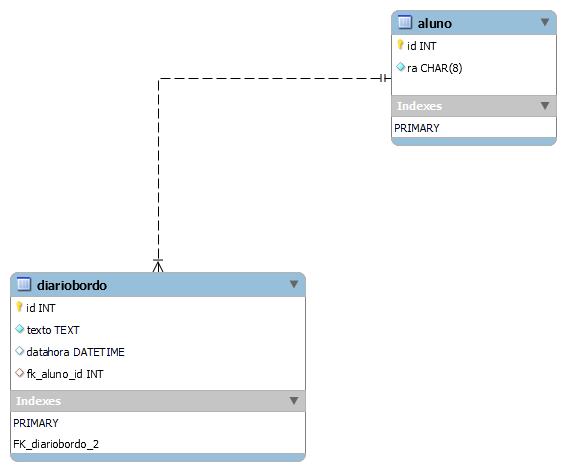 aluno
id INT
ra CHAR(8)
Indexes
PRIMARY
diariobordo
id INT
texto TEXT
datahora DATETIME
fk_aluno_id INT
Indexes
PRIMARY
FK_diariobordo_2